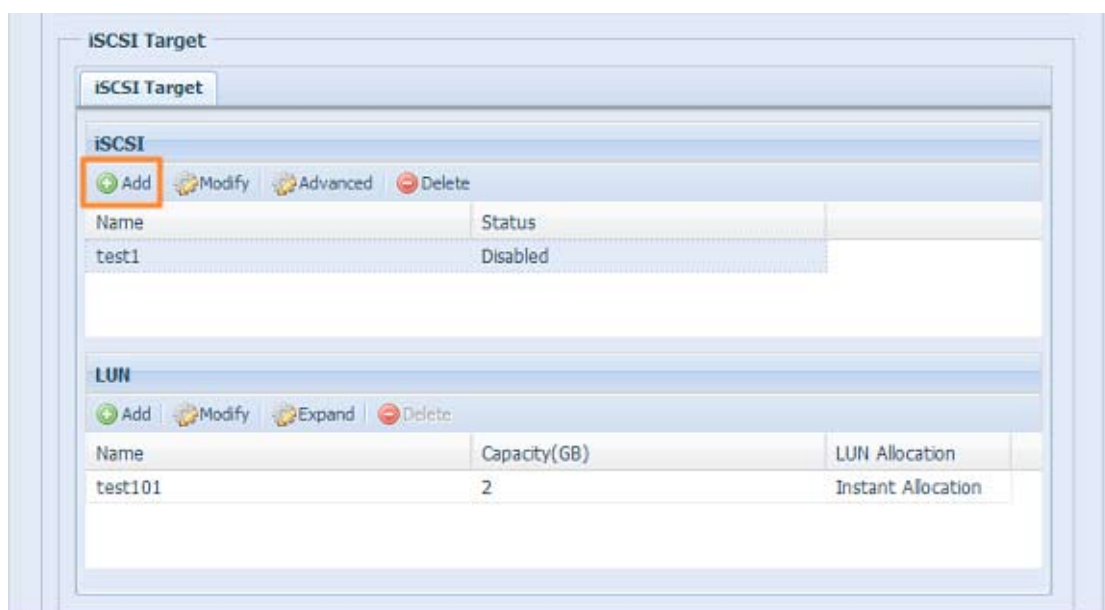 iSCSI Target
iSCSI Target
iSCSI
Add Modify Advanced Delete
Name Status
test1 Disabled
LUN
Add Modify Expand Delete
Name Capacity(GB) LUN Allocation
test101 2 Instant Allocation